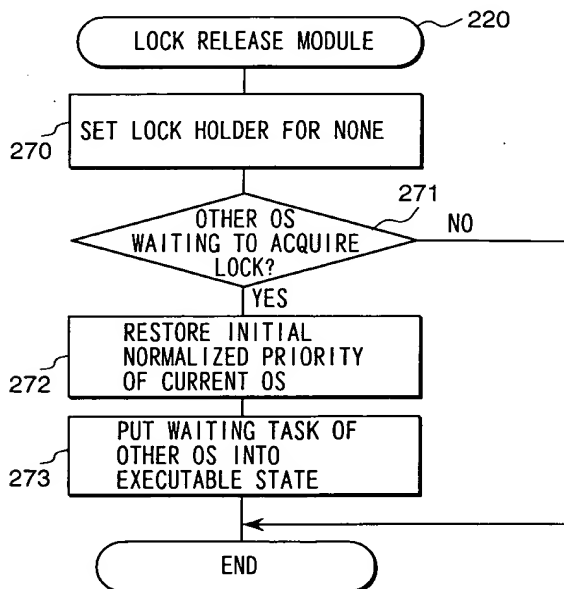 LOCK RELEASE MODULE
220
SET LOCK HOLDER FOR NONE
270
271
OTHER OS
WAITING TO ACQUIRE
LOCK?
NO
YES
RESTORE INITIAL
NORMALIZED PRIORITY
OF CURRENT OS
272
PUT WAITING TASK OF
OTHER OS INTO
EXECUTABLE STATE
273
END